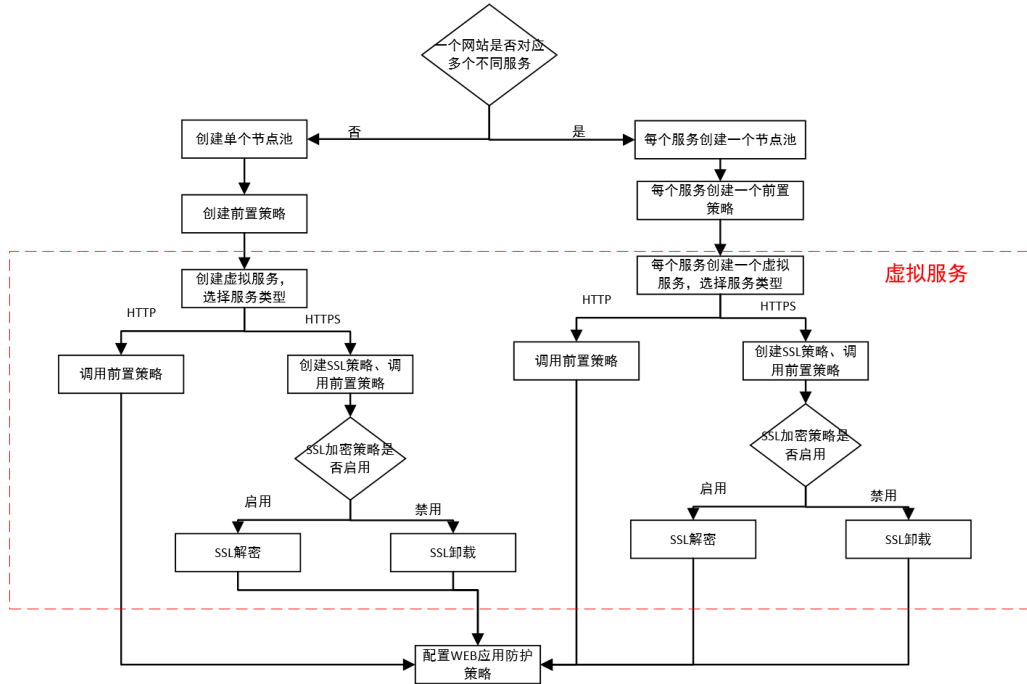 一个网站是否对应
多个不同服务
否
是
创建单个节点池
每个服务创建一个节点池
创建前置策略
每个服务创建一个前置
策略
虚拟服务
创建虚拟服务，
选择服务类型
每个服务创建一个虚拟
服务，选择服务类型
HTTP
HTTPS
HTTP
HTTPS
调用前置策略
创建SSL策略、调
用前置策略
调用前置策略
创建SSL策略、调
用前置策略
SSL加密策略是
否启用
SSL加密策略是
否启用
启用
禁用
启用
禁用
SSL解密
SSL卸载
SSL解密
SSL卸载
配置WEB应用防护
策略